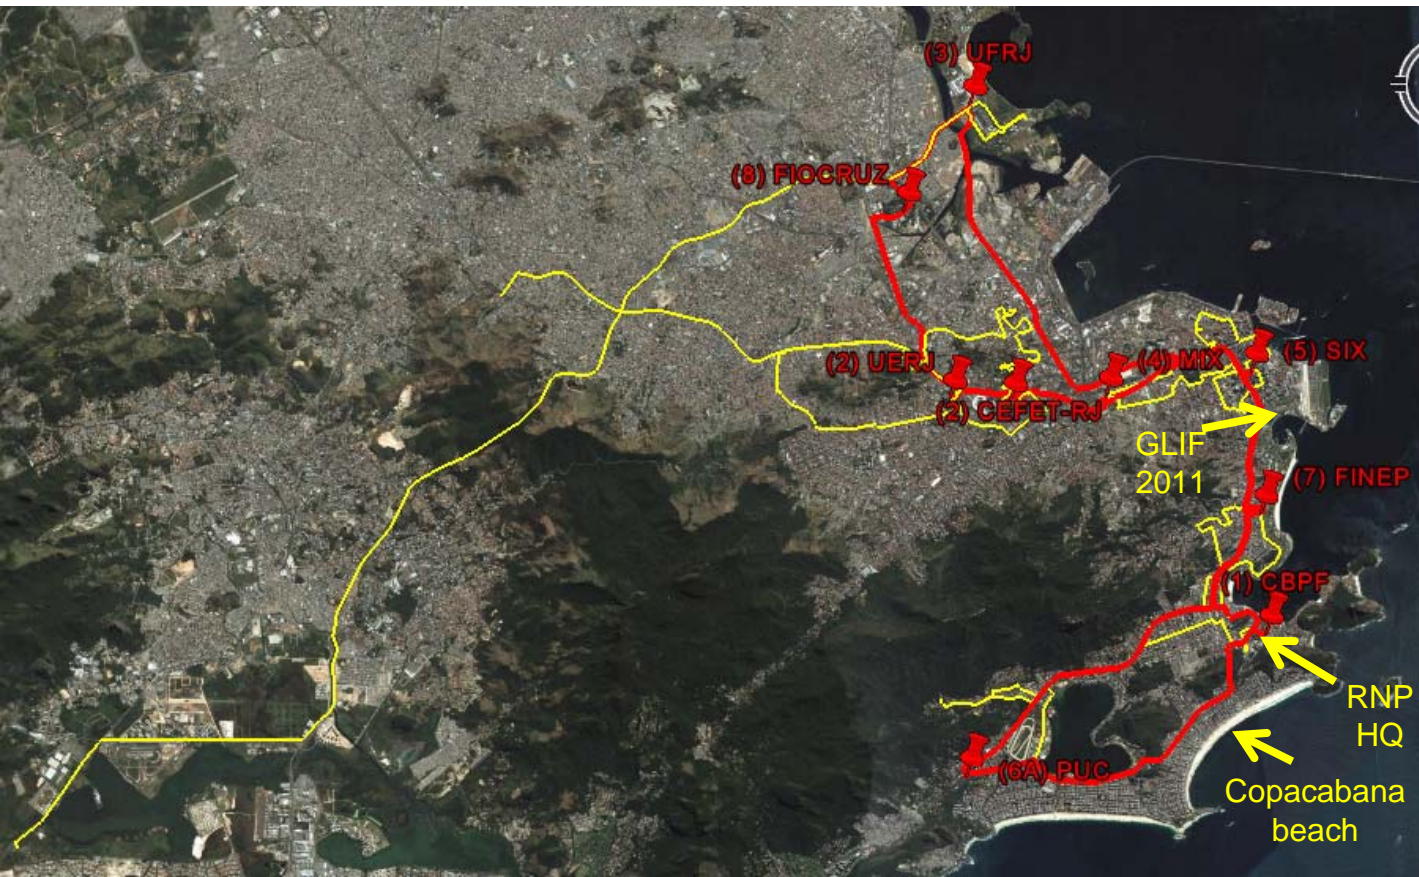 (3) UFRJ
(8) FIOCRUZ
(2) UERJ
(4) MIX
(5) SIX
(2) CEFET-RJ
GLIF
2011
(7) FINEP
(1) CBPF
RNP
HQ
(6A) PUC
Copacabana
beach